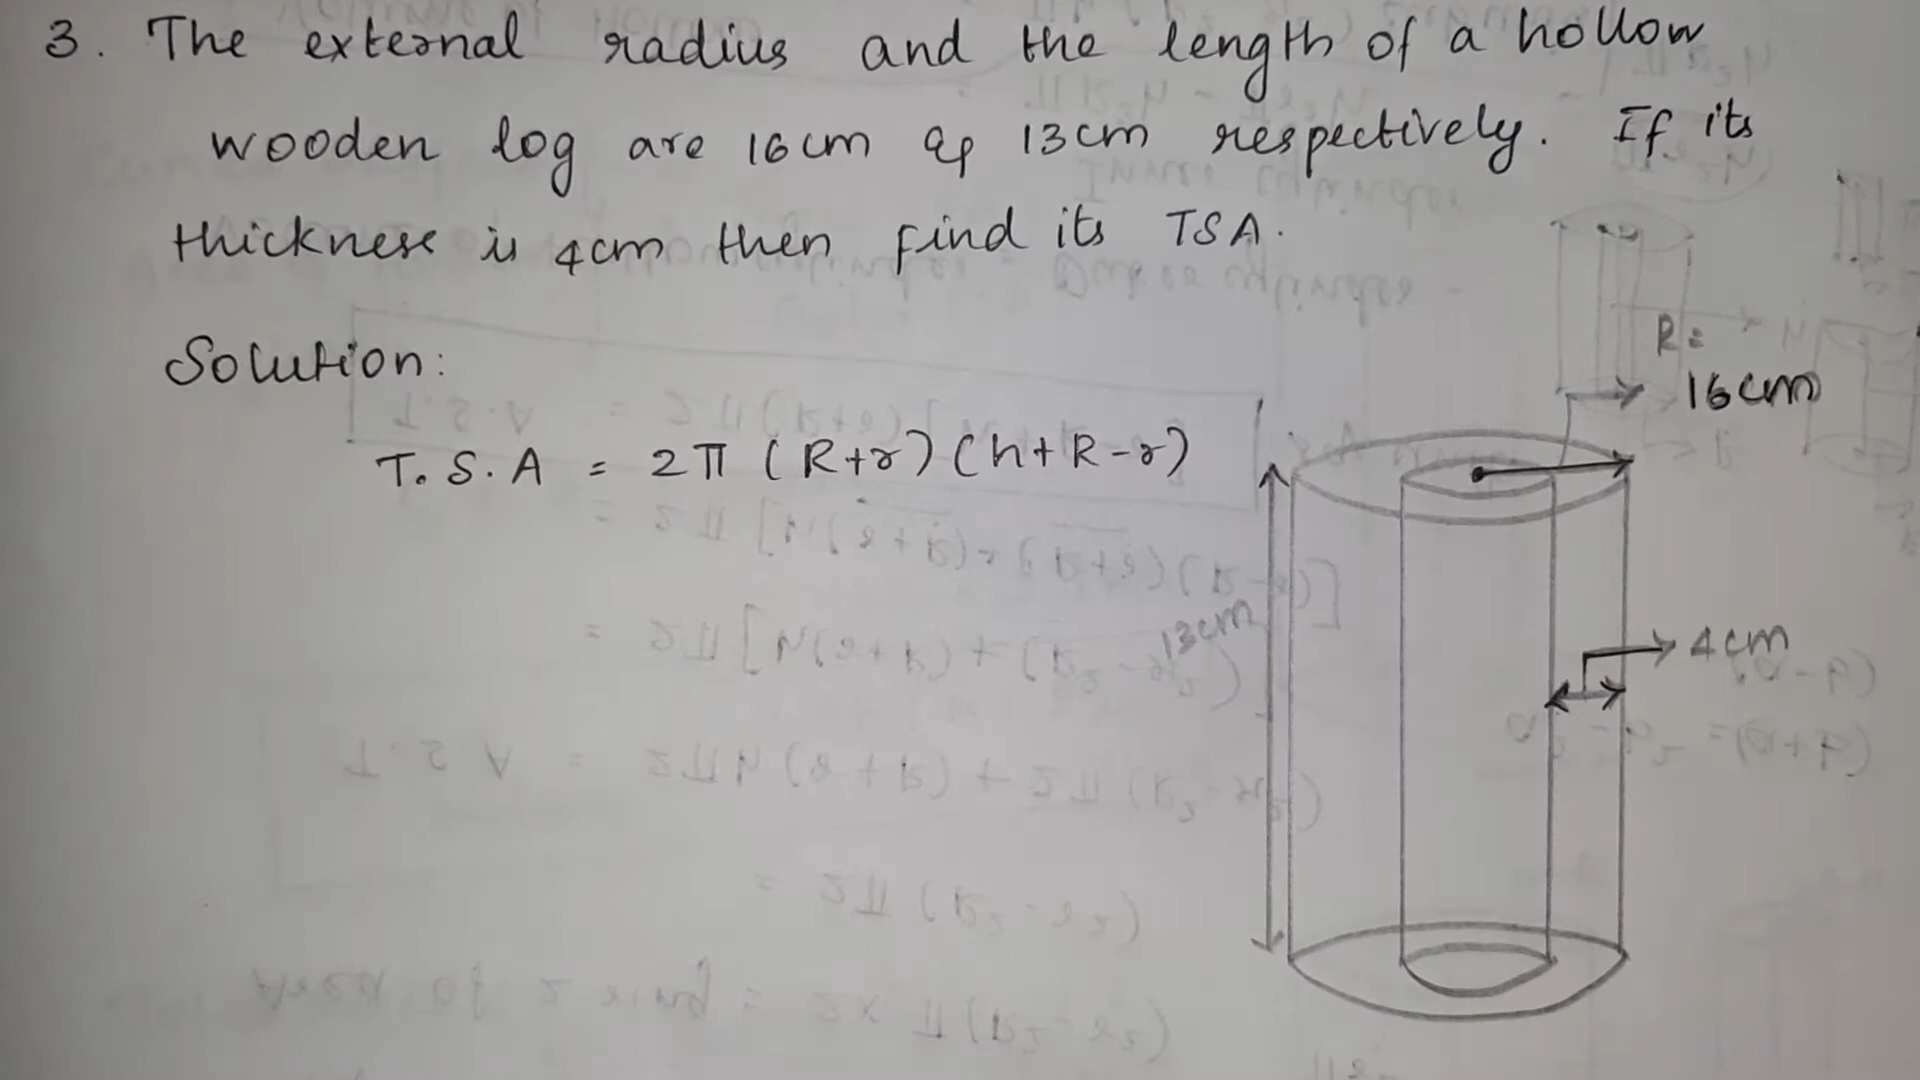 3. The external radius and the length of a hollow
wooden log are 16cm & 13cm respectively. If its
thickness is 4cm then find its TSA.
Solution:
R=
16cm
T. S. A = 2π (R+r) (h+R-r)
13cm
4cm